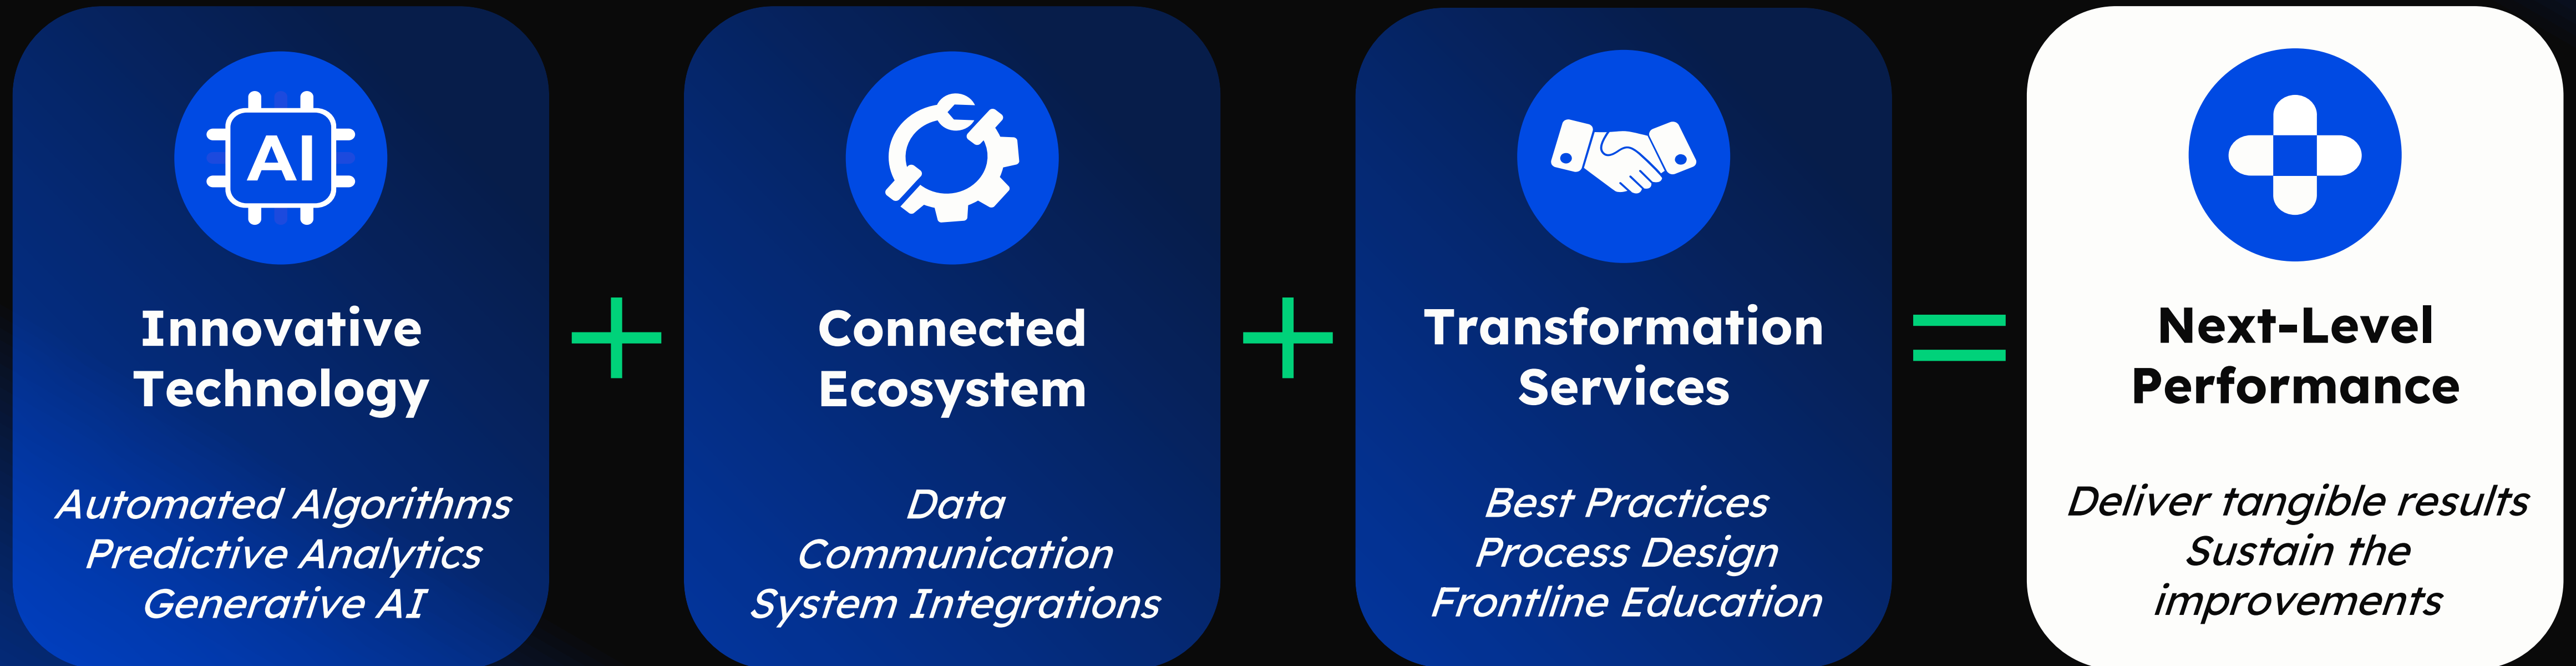 AI
Innovative
Technology
Automated Algorithms
Predictive Analytics
Generative AI
+
Connected
Ecosystem
Data
Communication
System Integrations
+
Transformation
Services
Best Practices
Process Design
Frontline Education
=
Next-Level
Performance
Deliver tangible results
Sustain the
improvements